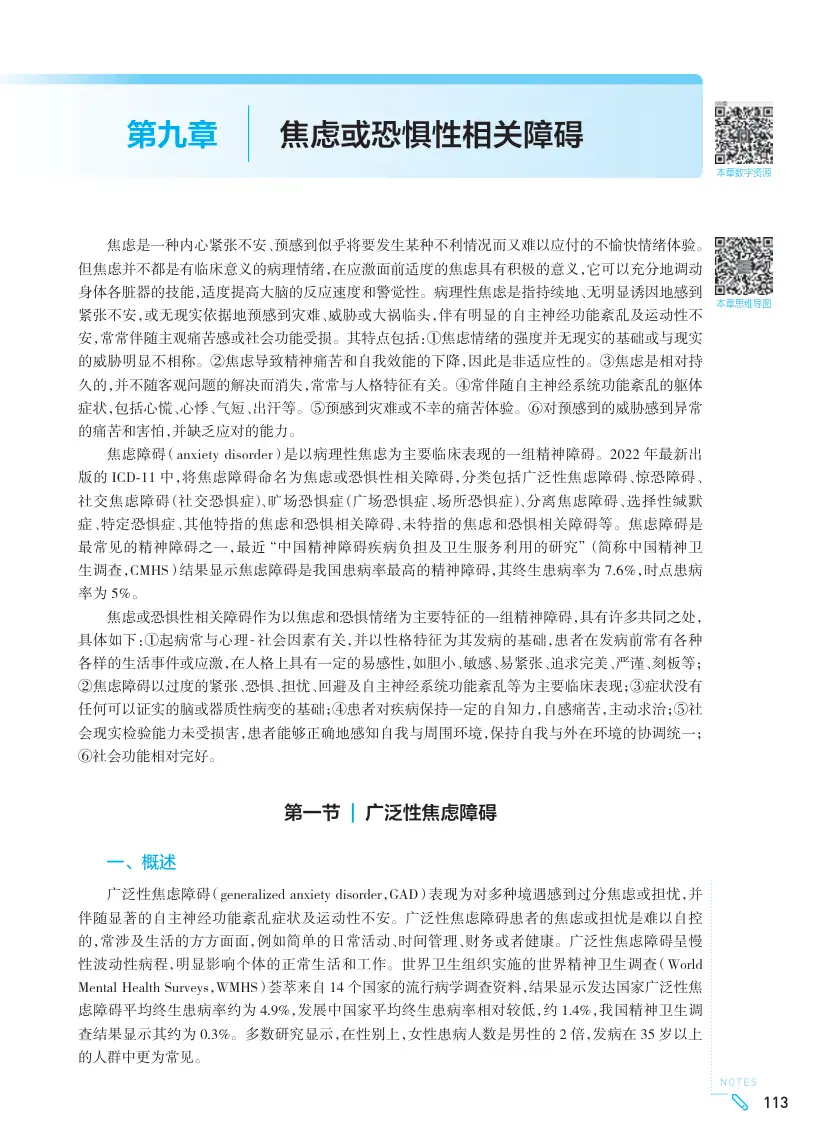 第九章 焦虑或恐惧性相关障碍
本章数字资源
本章思维导图
焦虑是一种内心紧张不安、预感到似乎将要发生某种不利情况而又难以应付的不愉快情绪体验。
但焦虑并不都是有临床意义的病理情绪,在应激面前适度的焦虑具有积极的意义,它可以充分地调动
身体各脏器的技能,适度提高大脑的反应速度和警觉性。病理性焦虑是指持续地、无明显诱因地感到
紧张不安,或无现实依据地预感到灾难、威胁或大祸临头,伴有明显的自主神经功能紊乱及运动性不
安,常常伴随主观痛苦感或社会功能受损。其特点包括:①焦虑情绪的强度并无现实的基础或与现实
的威胁明显不相称。②焦虑导致精神痛苦和自我效能的下降,因此是非适应性的。③焦虑是相对持
久的,并不随客观问题的解决而消失,常常与人格特征有关。④常伴随自主神经系统功能紊乱的躯体
症状,包括心慌、心悸、气短、出汗等。⑤预感到灾难或不幸的痛苦体验。⑥对预感到的威胁感到异常
的痛苦和害怕,并缺乏应对的能力。
焦虑障碍(anxiety disorder)是以病理性焦虑为主要临床表现的一组精神障碍。2022 年最新出
版的 ICD-11 中,将焦虑障碍命名为焦虑或恐惧性相关障碍,分类包括广泛性焦虑障碍、惊恐障碍、
社交焦虑障碍(社交恐惧症)、旷场恐惧症(广场恐惧症、场所恐惧症)、分离焦虑障碍、选择性缄默
症、特定恐惧症、其他特指的焦虑和恐惧相关障碍、未特指的焦虑和恐惧相关障碍等。焦虑障碍是
最常见的精神障碍之一,最近“中国精神障碍疾病负担及卫生服务利用的研究”(简称中国精神卫
生调查,CMHS)结果显示焦虑障碍是我国患病率最高的精神障碍,其终生患病率为 7.6%,时点患病
率为 5%。
焦虑或恐惧性相关障碍作为以焦虑和恐惧情绪为主要特征的一组精神障碍,具有许多共同之处,
具体如下:①起病常与心理-社会因素有关,并以性格特征为其发病的基础,患者在发病前常有各种
各样的生活事件或应激,在人格上具有一定的易感性,如胆小、敏感、易紧张、追求完美、严谨、刻板等;
②焦虑障碍以过度的紧张、恐惧、担忧、回避及自主神经系统功能紊乱等为主要临床表现;③症状没有
任何可以证实的脑或器质性病变的基础;④患者对疾病保持一定的自知力,自感痛苦,主动求治;⑤社
会现实检验能力未受损害,患者能够正确地感知自我与周围环境,保持自我与外在环境的协调统一;
⑥社会功能相对完好。
第一节 | 广泛性焦虑障碍
一、概述
广泛性焦虑障碍(generalized anxiety disorder,GAD)表现为对多种境遇感到过分焦虑或担忧,并
伴随显著的自主神经功能紊乱症状及运动性不安。广泛性焦虑障碍患者的焦虑或担忧是难以自控
的,常涉及生活的方方面面,例如简单的日常活动、时间管理、财务或者健康。广泛性焦虑障碍呈慢
性波动性病程,明显影响个体的正常生活和工作。世界卫生组织实施的世界精神卫生调查(World
Mental Health Surveys,WMHS)荟萃来自 14 个国家的流行病学调查资料,结果显示发达国家广泛性焦
虑障碍平均终生患病率约为 4.9%,发展中国家平均终生患病率相对较低,约 1.4%,我国精神卫生调
查结果显示其约为 0.3%。多数研究显示,在性别上,女性患病人数是男性的 2 倍,发病在 35 岁以上
的人群中更为常见。
NOTES
113